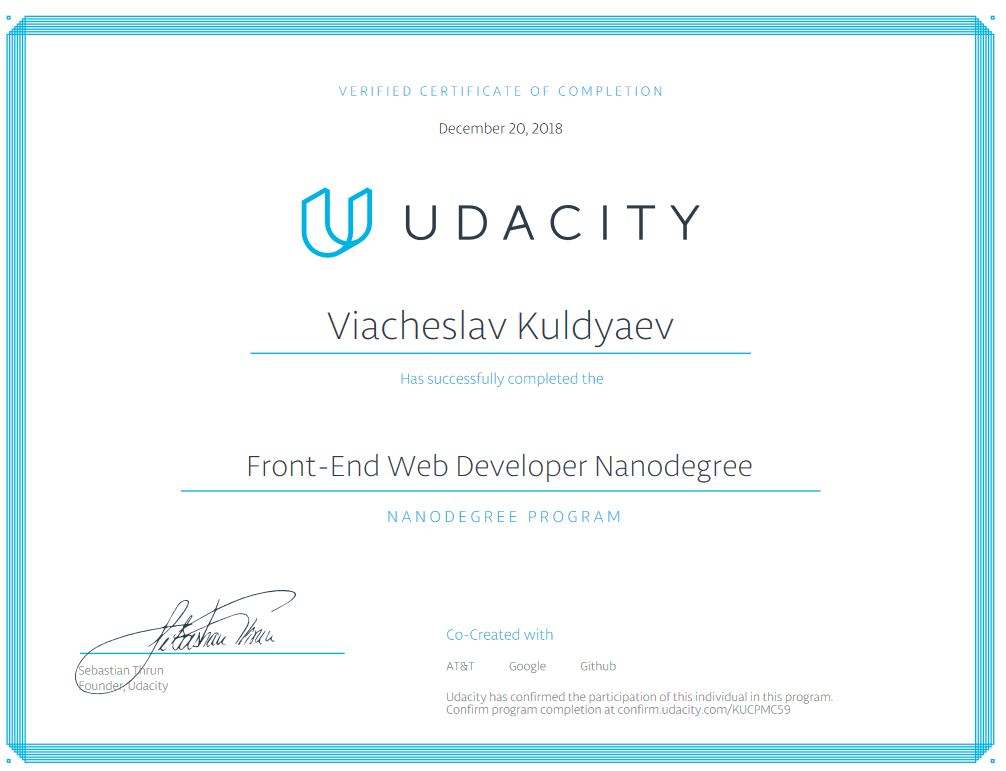 VERIFIED CERTIFICATE OF COMPLETION
December 20, 2018
UDACITY
Viacheslav Kuldyaev
Has successfully completed the
Front-End Web Developer Nanodegree
NANODEGREE PROGRAM
Sebastian Thrun
Sebastian Thrun
Founder, Udacity
Co-Created with
AT&T Google Github
Udacity has confirmed the participation of this individual in this program.
Confirm program completion at confirm.udacity.com/KUCPMC59